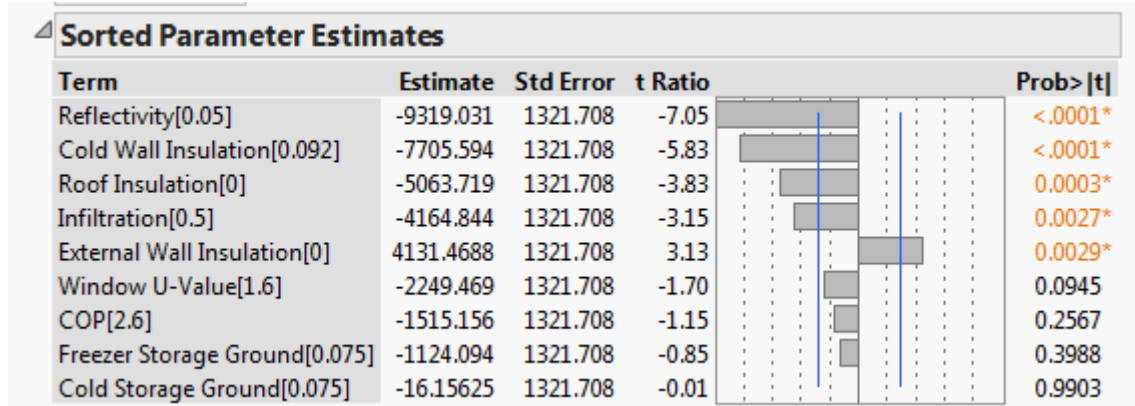 Sorted Parameter Estimates
Term Estimate Std Error t Ratio Prob>|t|
Reflectivity[0.05] -9319.031 1321.708 -7.05 <.0001*
Cold Wall Insulation[0.092] -7705.594 1321.708 -5.83 <.0001*
Roof Insulation[0] -5063.719 1321.708 -3.83 0.0003*
Infiltration[0.5] -4164.844 1321.708 -3.15 0.0027*
External Wall Insulation[0] 4131.4688 1321.708 3.13 0.0029*
Window U-Value[1.6] -2249.469 1321.708 -1.70 0.0945
COP[2.6] -1515.156 1321.708 -1.15 0.2567
Freezer Storage Ground[0.075] -1124.094 1321.708 -0.85 0.3988
Cold Storage Ground[0.075] -16.15625 1321.708 -0.01 0.9903